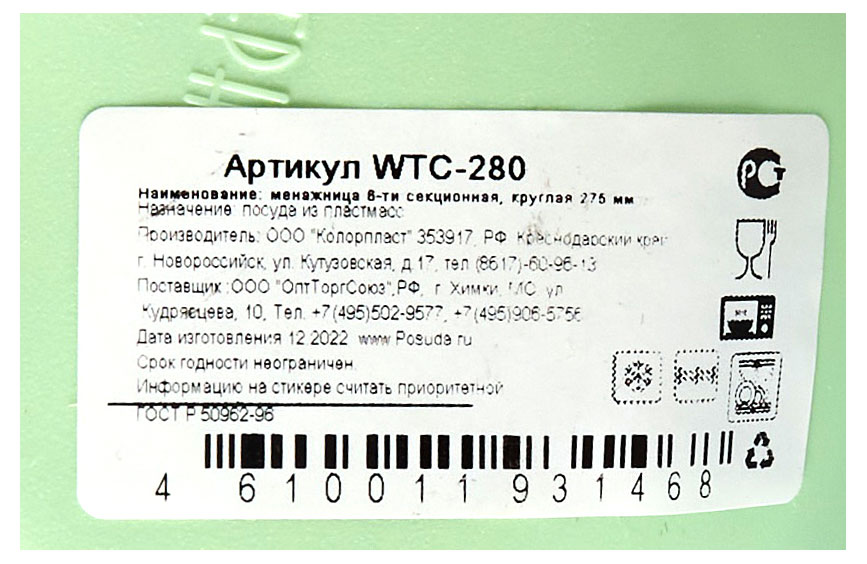 Артикул WTC-280
Наименование: менажница 6-ти секционная, круглая 275 мм
Назначение: посуда из пластмасс
Производитель: ООО "Колорпласт" 353917, РФ, Краснодарский край
г. Новороссийск, ул. Кутузовская, д.17, тел (8617)-60-96-13
Поставщик :ООО "ОптТоргСоюз",РФ, г. Химки, МО, ул
Кудрявцева, 10, Тел. +7(495)502-9577, +7(495)906-5756
Дата изготовления 12.2022 www.Posuda.ru
Срок годности неограничен.
Информацию на стикере считать приоритетной
ГОСТ Р 50962-96
4 610011 931468